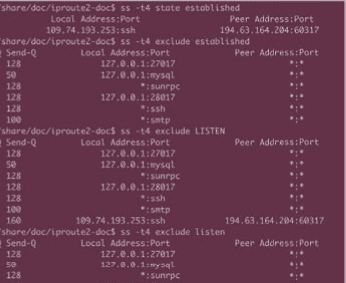 /share/doc/iproute2-doc$ ss -t4 state established
Local Address:Port Peer Address:Port
109.74.193.253:ssh 194.63.164.204:60317
/share/doc/iproute2-doc$ ss -t4 exclude established
Send-Q Local Address:Port Peer Address:Port
128 127.0.0.1:27017 *:*
50 127.0.0.1:mysql *:*
128 *:sunrpc *:*
128 127.0.0.1:28017 *:*
128 *:ssh *:*
100 *:smtp *:*
/share/doc/iproute2-doc$ ss -t4 exclude LISTEN
Send-Q Local Address:Port Peer Address:Port
128 127.0.0.1:27017 *:*
50 127.0.0.1:mysql *:*
128 *:sunrpc *:*
128 127.0.0.1:28017 *:*
128 *:ssh *:*
100 *:smtp *:*
160 109.74.193.253:ssh 194.63.164.204:60317
/share/doc/iproute2-doc$ ss -t4 exclude listen
Send-Q Local Address:Port Peer Address:Port
128 127.0.0.1:27017 *:*
50 127.0.0.1:mysql *:*
128 *:sunrpc *:*